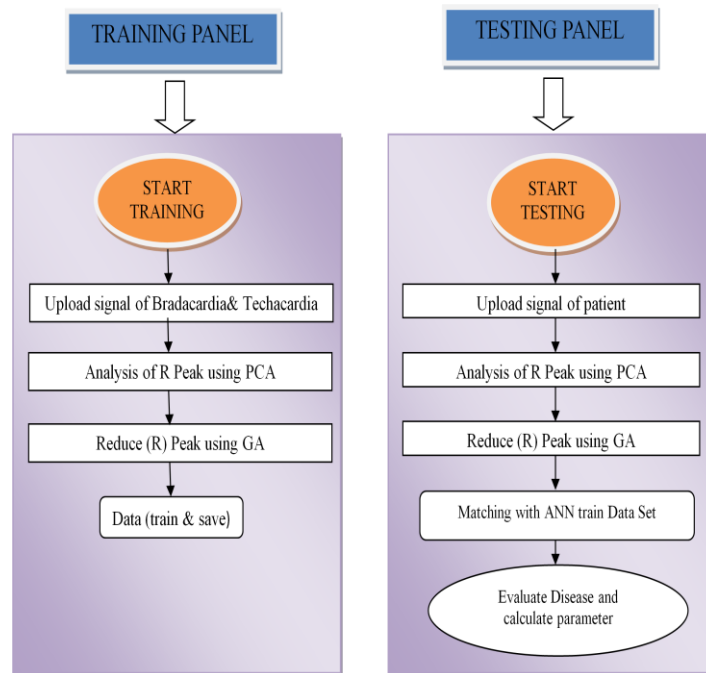 TRAINING PANEL
START
TRAINING
Upload signal of Bradacardia& Techacardia
Analysis of R Peak using PCA
Reduce (R) Peak using GA
Data (train & save)
TESTING PANEL
START
TESTING
Upload signal of patient
Analysis of R Peak using PCA
Reduce (R) Peak using GA
Matching with ANN train Data Set
Evaluate Disease and
calculate parameter